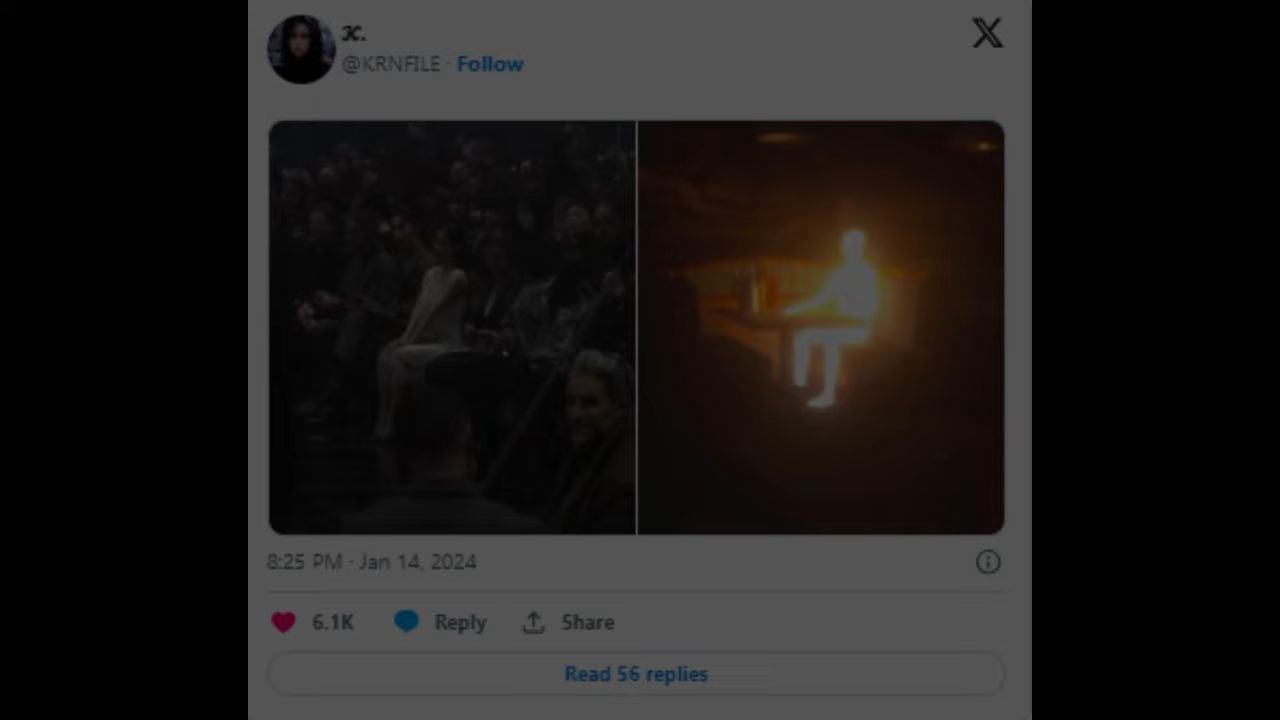 𝓚.
@KRNFILE · Follow
8:25 PM · Jan 14, 2024
6.1K Reply Share
Read 56 replies